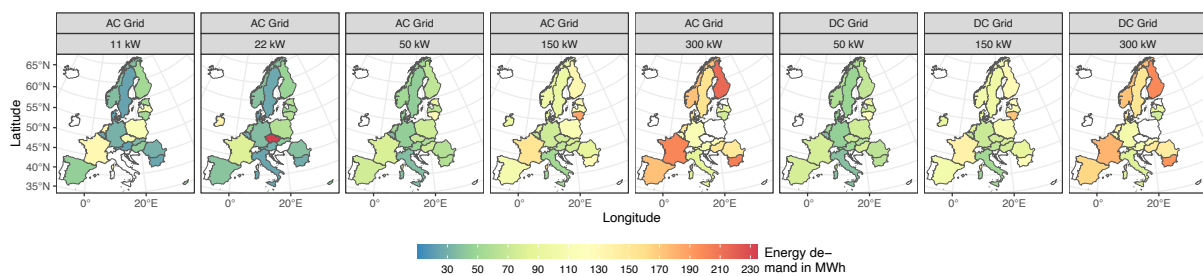 AC Grid AC Grid AC Grid AC Grid AC Grid DC Grid DC Grid DC Grid
11 kW 22 kW 50 kW 150 kW 300 kW 50 kW 150 kW 300 kW
65°N
60°N
55°N
50°N
45°N
40°N
35°N
Latitude
0° 20°E 0° 20°E 0° 20°E 0° 20°E 0° 20°E 0° 20°E 0° 20°E 0° 20°E
Longitude
Energy de-
mand in MWh
30 50 70 90 110 130 150 170 190 210 230